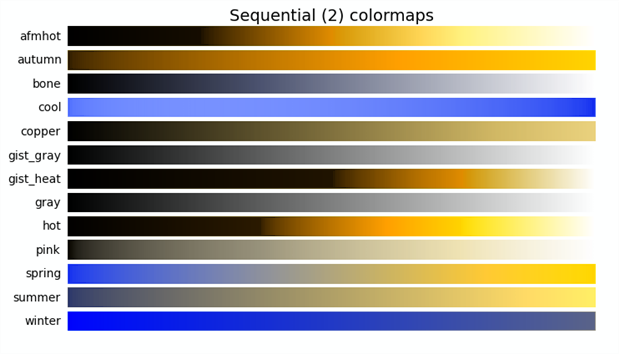 Sequential (2) colormaps
afmhot
autumn
bone
cool
copper
gist_gray
gist_heat
gray
hot
pink
spring
summer
winter